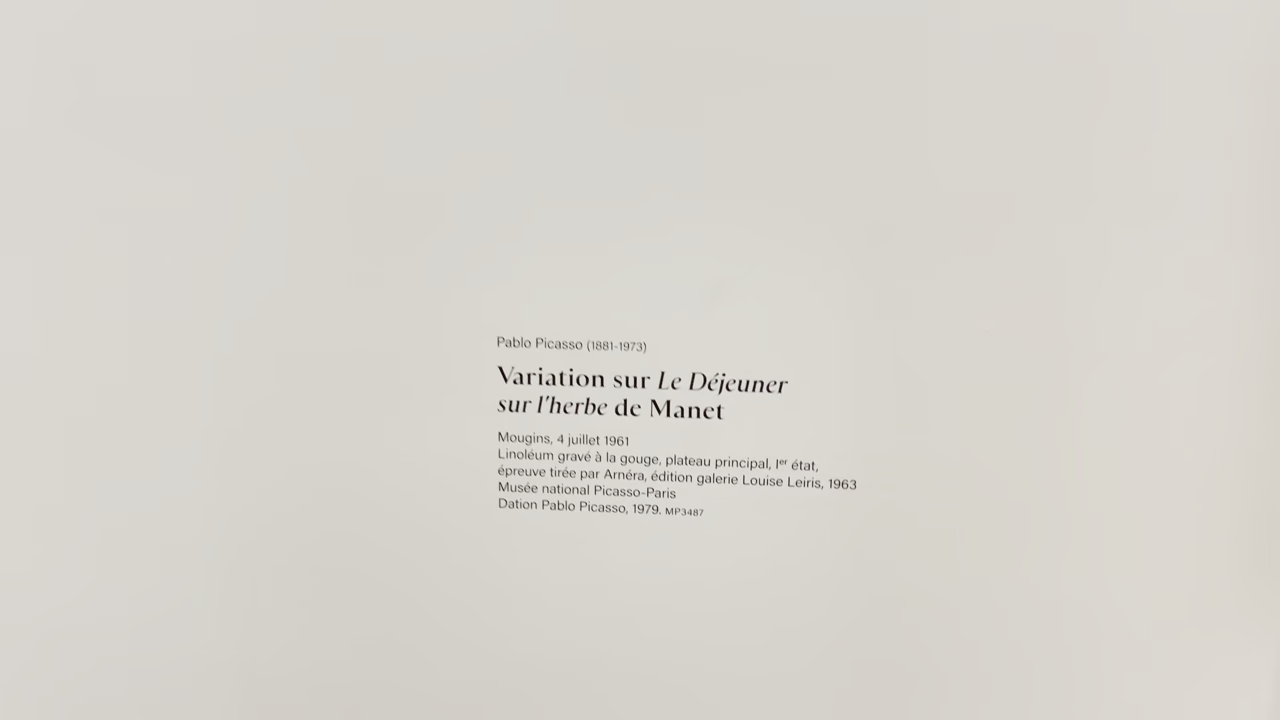 Pablo Picasso (1881-1973)
Variation sur Le Déjeuner
sur l'herbe de Manet
Mougins, 4 juillet 1961
Linoléum gravé à la gouge, plateau principal, Ier état,
épreuve tirée par Arnéra, édition galerie Louise Leiris, 1963
Musée national Picasso-Paris
Dation Pablo Picasso, 1979. MP3487